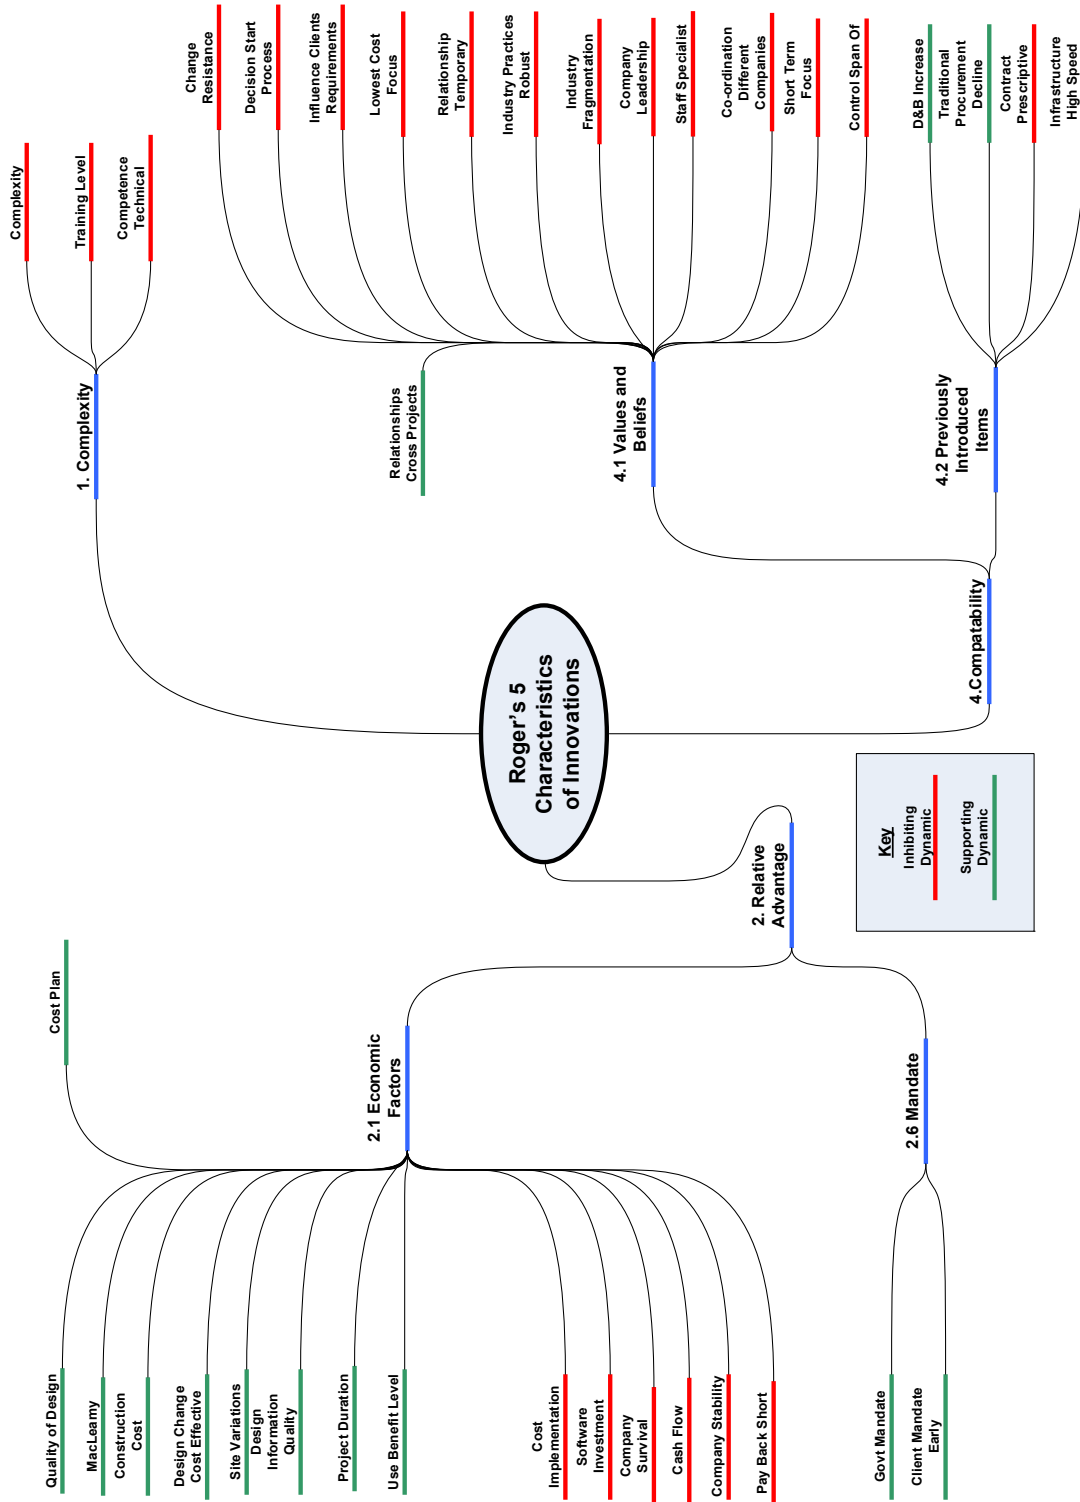 Roger's 5
Characteristics
of Innovations
1. Complexity
Complexity
Training Level
Competence
Technical
2. Relative
Advantage
2.1 Economic
Factors
Cost Plan
Quality of Design
MacLeamy
Construction
Cost
Design Change
Cost Effective
Site Variations
Design
Information
Quality
Project Duration
Use Benefit Level
Cost
Implementation
Software
Investment
Company
Survival
Cash Flow
Company Stability
Pay Back Short
2.6 Mandate
Govt Mandate
Client Mandate
Early
4.Compatability
4.1 Values and
Beliefs
Relationships
Cross Projects
Change
Resistance
Decision Start
Process
Influence Clients
Requirements
Lowest Cost
Focus
Relationship
Temporary
Industry Practices
Robust
Industry
Fragmentation
Company
Leadership
Staff Specialist
Co-ordination
Different
Companies
Short Term
Focus
Control Span Of
4.2 Previously
Introduced
Items
D&B Increase
Traditional
Procurement
Decline
Contract
Prescriptive
Infrastructure
High Speed
Key
Inhibiting
Dynamic
Supporting
Dynamic